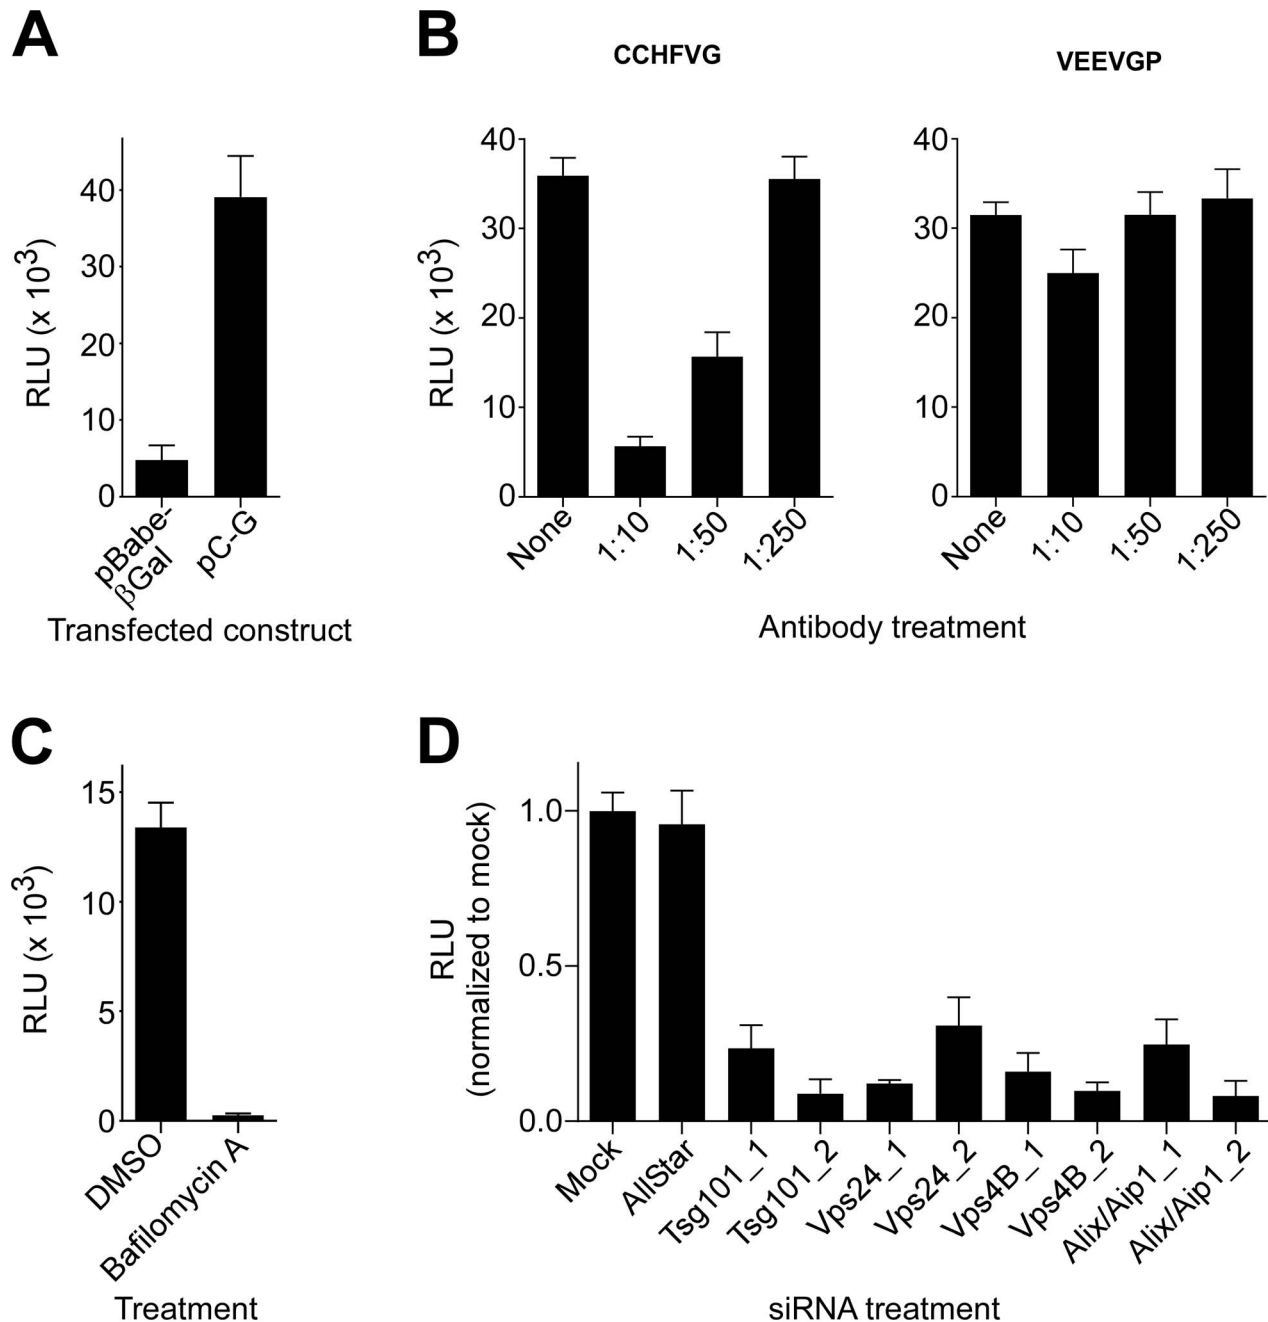 A
RLU (x 10³)
40
30
20
10
0
pBabe-
βGal
pC-G
Transfected construct
B
CCHFVG
VEEVGP
RLU (x 10³)
40
30
20
10
0
None
1:10
1:50
1:250
40
30
20
10
0
None
1:10
1:50
1:250
Antibody treatment
C
RLU (x 10³)
15
10
5
0
DMSO
Bafilomycin A
Treatment
D
RLU
(normalized to mock)
1.0
0.5
0.0
Mock
AllStar
Tsg101_1
Tsg101_2
Vps24_1
Vps24_2
Vps4B_1
Vps4B_2
Alix/Aip1_1
Alix/Aip1_2
siRNA treatment